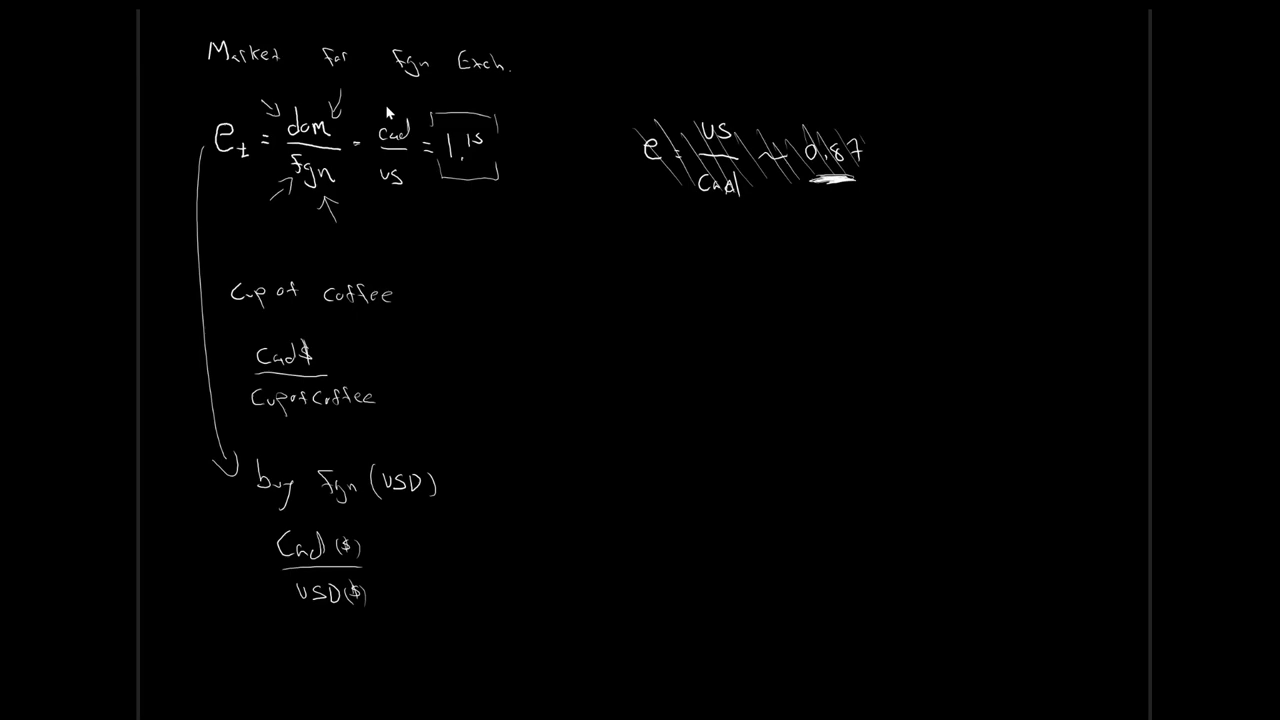 Market for fgn Exch.
et = dom/fgn = cad/us = 1.15
e = us/cad ~ 0.87
Cup of coffee
Cad$
Cup of Coffee
buy fgn (USD)
Cad ($)
USD($)